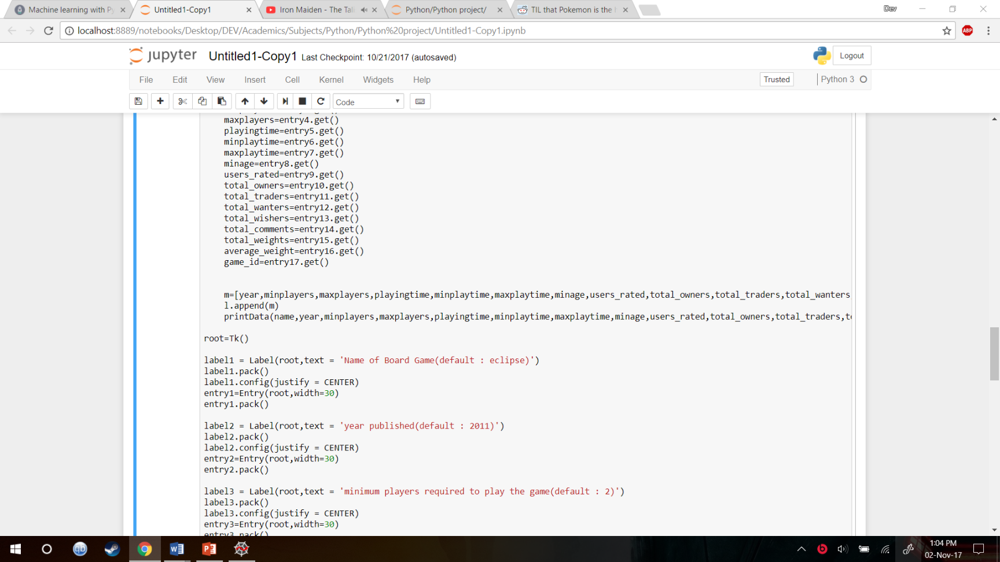 Machine learning with Py
Untitled1-Copy1
Iron Maiden - The Tali
Python/Python project/
TIL that Pokemon is the
Dev
localhost:8889/notebooks/Desktop/DEV/Academics/Subjects/Python/Python%20project/Untitled1-Copy1.ipynb
ABP
jupyter Untitled1-Copy1 Last Checkpoint: 10/21/2017 (autosaved)
Logout
File Edit View Insert Cell Kernel Widgets Help
Trusted
Python 3
Code
maxplayers=entry4.get()
playingtime=entry5.get()
minplaytime=entry6.get()
maxplaytime=entry7.get()
minage=entry8.get()
users_rated=entry9.get()
total_owners=entry10.get()
total_traders=entry11.get()
total_wanters=entry12.get()
total_wishers=entry13.get()
total_comments=entry14.get()
total_weights=entry15.get()
average_weight=entry16.get()
game_id=entry17.get()
m=[year,minplayers,maxplayers,playingtime,minplaytime,maxplaytime,minage,users_rated,total_owners,total_traders,total_wanters
l.append(m)
printData(name,year,minplayers,maxplayers,playingtime,minplaytime,maxplaytime,minage,users_rated,total_owners,total_traders,to
root=Tk()
label1 = Label(root,text = 'Name of Board Game(default : eclipse)')
label1.pack()
label1.config(justify = CENTER)
entry1=Entry(root,width=30)
entry1.pack()
label2 = Label(root,text = 'year published(default : 2011)')
label2.pack()
label2.config(justify = CENTER)
entry2=Entry(root,width=30)
entry2.pack()
label3 = Label(root,text = 'minimum players required to play the game(default : 2)')
label3.pack()
label3.config(justify = CENTER)
entry3=Entry(root,width=30)
entry3.pack()
qb
1:04 PM
02-Nov-17